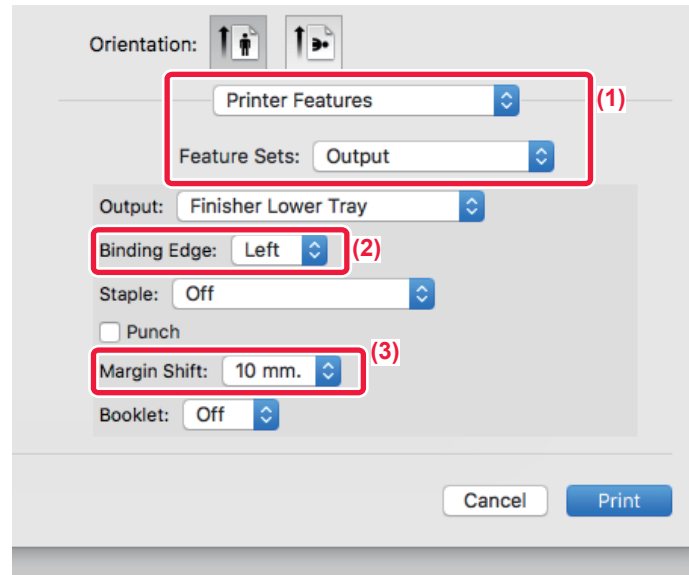 Orientation:
Printer Features
(1)
Feature Sets: Output
Output: Finisher Lower Tray
Binding Edge: Left
(2)
Staple: Off
Punch
(3)
Margin Shift: 10 mm.
Booklet: Off
Cancel Print